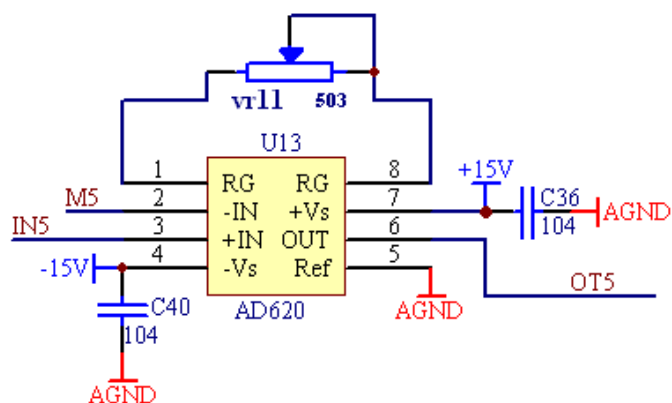 vr11 503
U13
1 RG RG 8
+15V
M5 2 -IN +Vs 7
C36
AGND
IN5 3 +IN OUT 6
104
-15V 4 -Vs Ref 5
OT5
C40
AD620
AGND
104
AGND